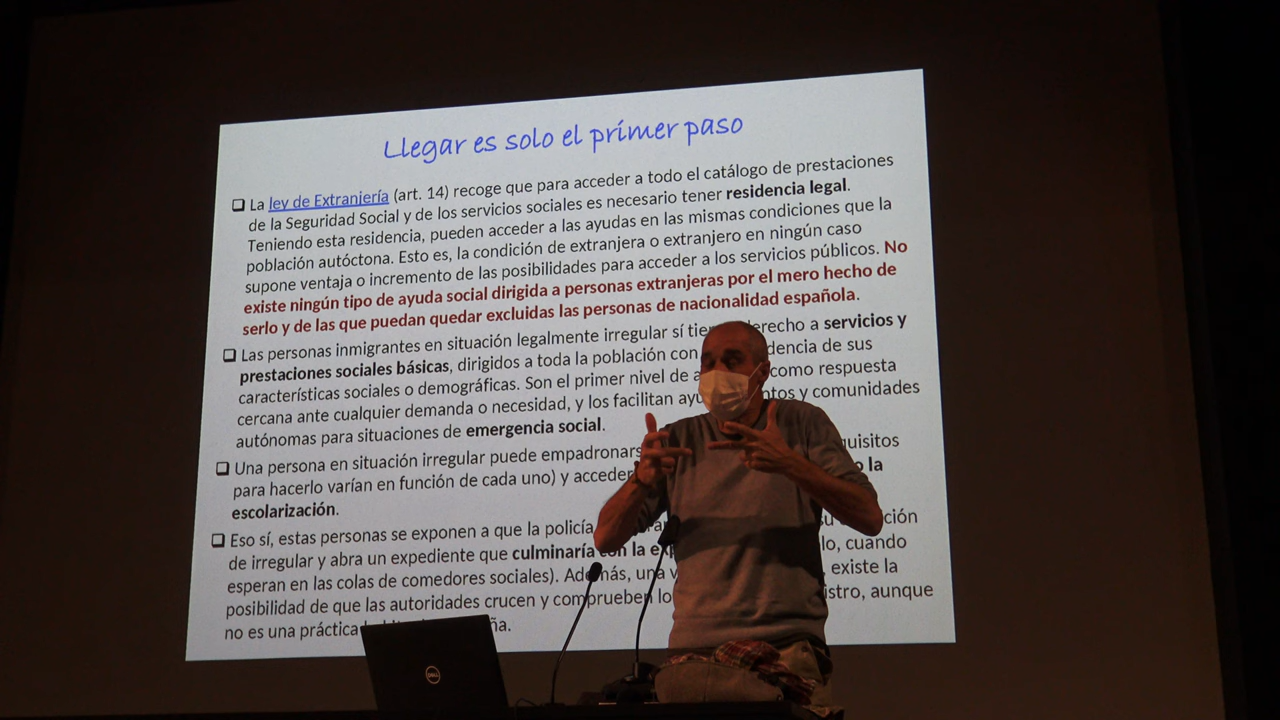 Llegar es solo el primer paso
❑ La ley de Extranjería (art. 14) recoge que para acceder a todo el catálogo de prestaciones
de la Seguridad Social y de los servicios sociales es necesario tener residencia legal.
Teniendo esta residencia, pueden acceder a las ayudas en las mismas condiciones que la
población autóctona. Esto es, la condición de extranjera o extranjero en ningún caso
supone ventaja o incremento de las posibilidades para acceder a los servicios públicos. No
existe ningún tipo de ayuda social dirigida a personas extranjeras por el mero hecho de
serlo y de las que puedan quedar excluidas las personas de nacionalidad española.
❑ Las personas inmigrantes en situación legalmente irregular sí derecho a servicios y
prestaciones sociales básicas, dirigidos a toda la población con dencia de sus
características sociales o demográficas. Son el primer nivel de como respuesta
cercana ante cualquier demanda o necesidad, y los facilitan ayu ntos y comunidades
autónomas para situaciones de emergencia social.
❑ Una persona en situación irregular puede empadronars uisitos
para hacerlo varían en función de cada uno) y acceder la
escolarización.
❑ Eso sí, estas personas se exponen a que la policía su ción
de irregular y abra un expediente que culminaría con la exp lo, cuando
esperan en las colas de comedores sociales). Además, una v existe la
posibilidad de que las autoridades crucen y comprueben lo istro, aunque
no es una práctica ña.
DELL